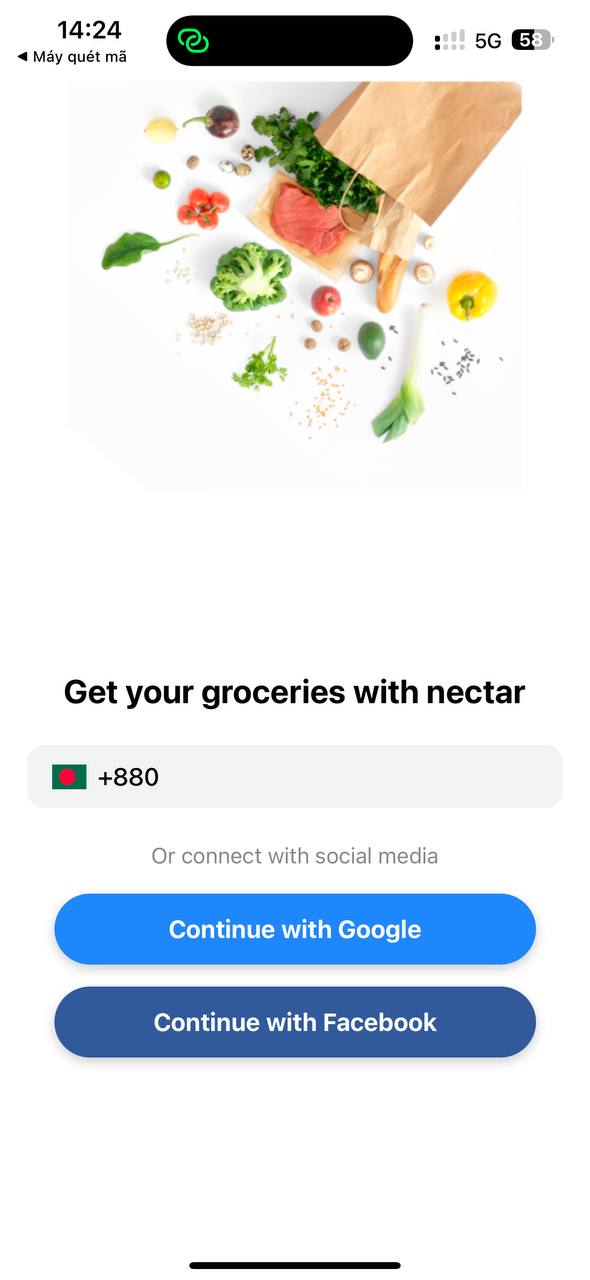 14:24
5G
58
◀ Máy quét mã
Get your groceries with nectar
+880
Or connect with social media
Continue with Google
Continue with Facebook